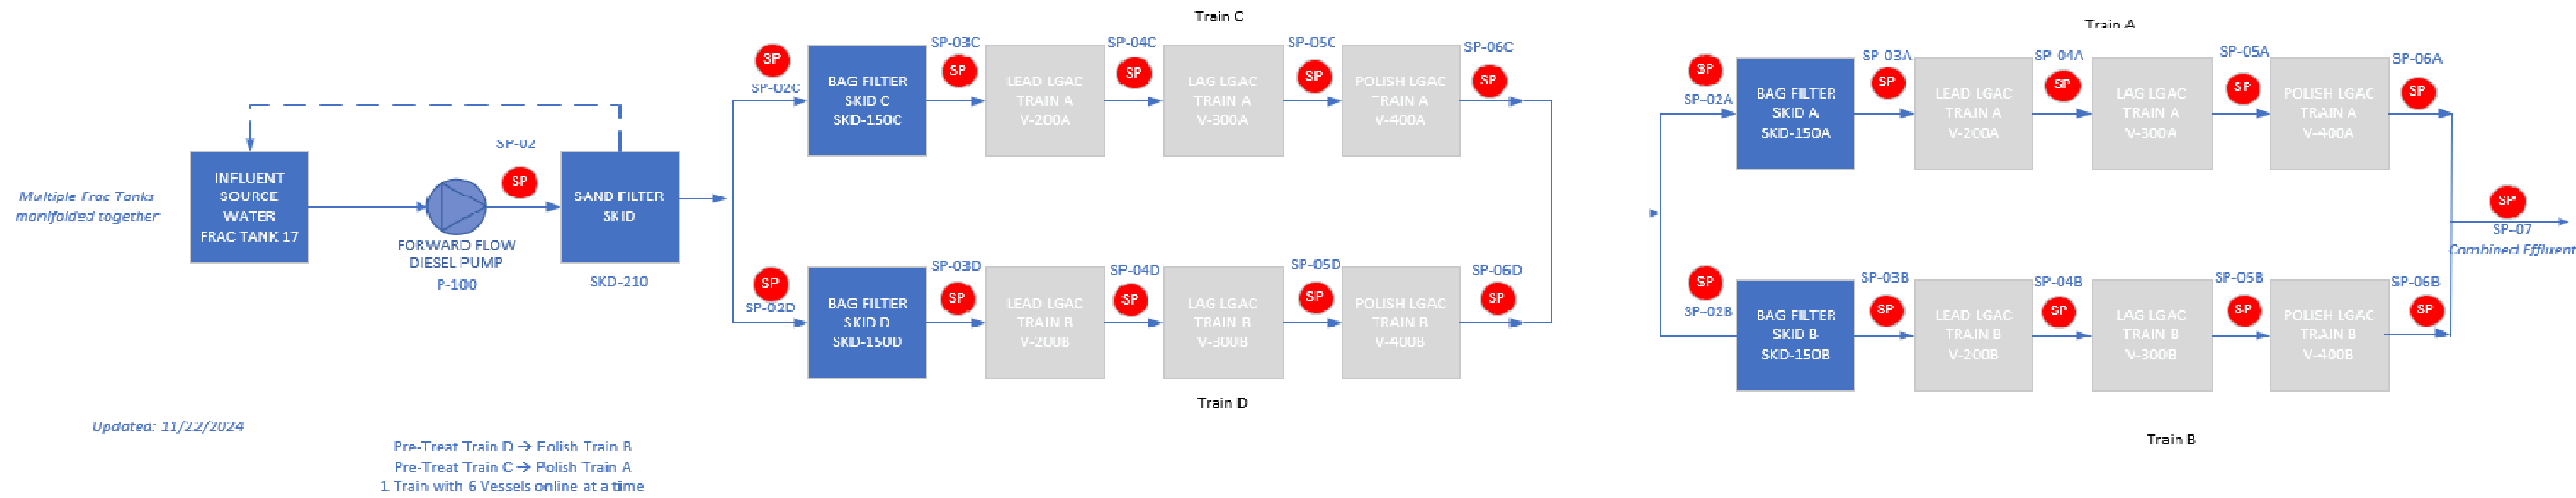 Train C
Train A
SP
SP-02C
BAG FILTER
SKID C
SKD-150C
SP-03C
SP
LEAD LGAC
TRAIN A
V-200A
SP-04C
SP
LAG LGAC
TRAIN A
V-300A
SP-05C
SP
POLISH LGAC
TRAIN A
V-400A
SP-06C
SP
SP
SP-02A
BAG FILTER
SKID A
SKD-150A
SP-03A
SP
LEAD LGAC
TRAIN A
V-200A
SP-04A
SP
LAG LGAC
TRAIN A
V-300A
SP-05A
SP
POLISH LGAC
TRAIN A
V-400A
SP-06A
SP
Multiple Frac Tanks
manifolded together
INFLUENT
SOURCE
WATER
FRAC TANK 17
FORWARD FLOW
DIESEL PUMP
P-100
SP-02
SP
SAND FILTER
SKID
SKD-210
SP
SP-07
Combined Effluent
SP
SP-02D
BAG FILTER
SKID D
SKD-150D
SP-03D
SP
LEAD LGAC
TRAIN B
V-200B
SP-04D
SP
LAG LGAC
TRAIN B
V-300B
SP-05D
SP
POLISH LGAC
TRAIN B
V-400B
SP-06D
SP
SP
SP-02B
BAG FILTER
SKID B
SKD-150B
SP-03B
SP
LEAD LGAC
TRAIN B
V-200B
SP-04B
SP
LAG LGAC
TRAIN B
V-300B
SP-05B
SP
POLISH LGAC
TRAIN B
V-400B
SP-06B
SP
Train D
Train B
Updated: 11/22/2024
Pre-Treat Train D → Polish Train B
Pre-Treat Train C → Polish Train A
1 Train with 6 Vessels online at a time